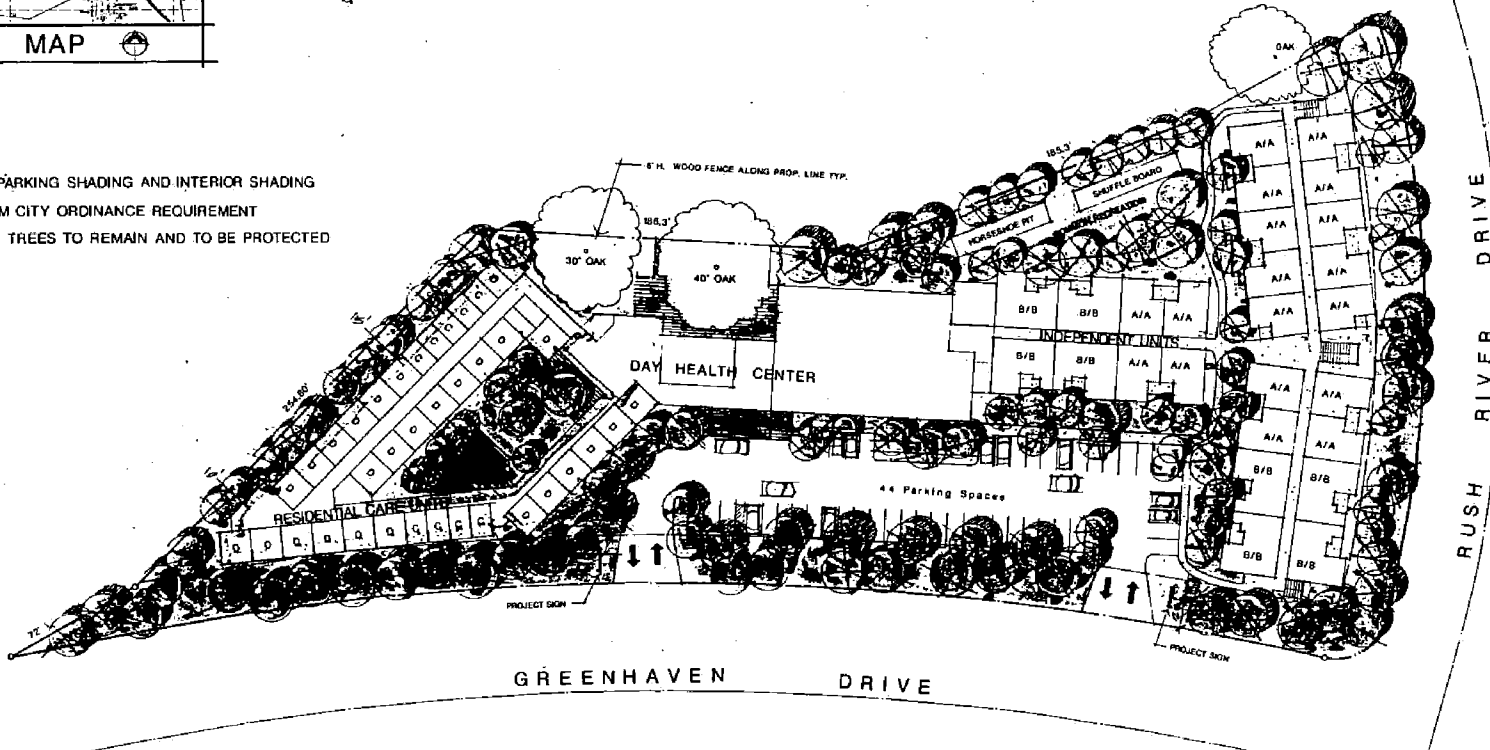 MAP
PARKING SHADING AND INTERIOR SHADING
M CITY ORDINANCE REQUIREMENT
TREES TO REMAIN AND TO BE PROTECTED
6' H. WOOD FENCE ALONG PROP. LINE TYP.
OAK
185.3'
186.3'
SHUFFLE BOARD
HORSESHOE PIT
30" OAK
40" OAK
A/A A/A
A/A A/A
A/A A/A
A/A A/A
A/A A/A
B/B B/B A/A A/A
INDEPENDENT UNITS
B/B B/B A/A A/A
A/A A/A
A/A A/A
B/B B/B
B/B B/B
DAY HEALTH CENTER
254.60'
RESIDENTIAL CARE UNITS
44 Parking Spaces
72'
PROJECT SIGN
PROJECT SIGN
GREENHAVEN DRIVE
RUSH RIVER DRIVE